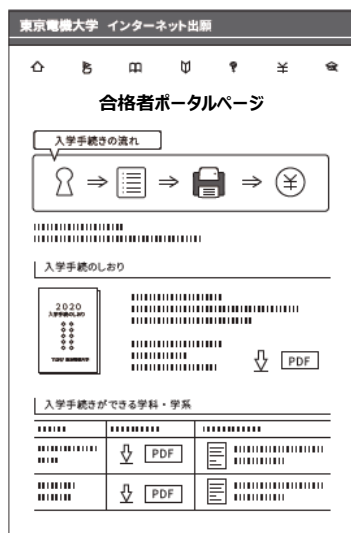 東京電機大学 インターネット出願
合格者ポータルページ
入学手続きの流れ
¥
入学手続のしおり
2020
入学手続のしおり
PDF
入学手続きができる学科・学系
PDF
PDF